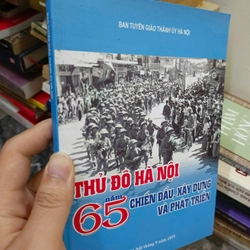 BAN TUYÊN GIÁO THÀNH ỦY HÀ NỘI
THỦ ĐÔ HÀ NỘI
65 năm
CHIẾN ĐẤU, XÂY DỰNG
VÀ PHÁT TRIỂN